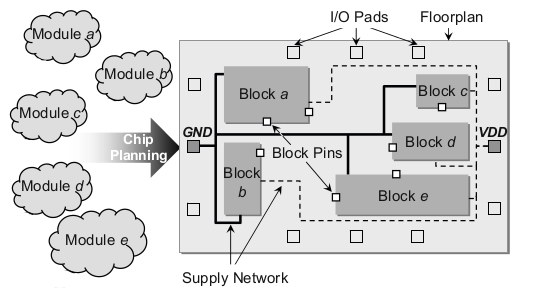 I/O Pads
Floorplan
Module a
Module b
Module c
Module d
Module e
Chip
Planning
GND
VDD
Block a
Block
b
Block c
Block d
Block e
Block Pins
Supply Network